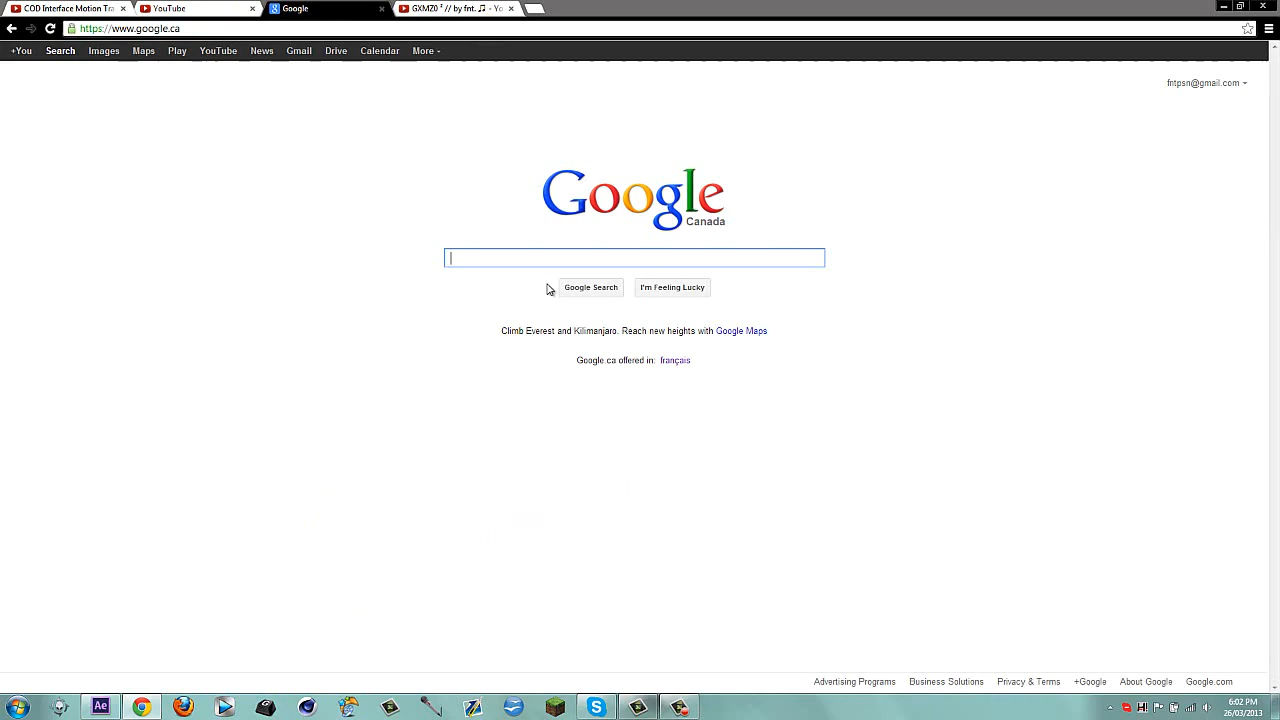 COD Interface Motion Tra
YouTube
Google
GXMZ0 ² // by fnt. ♫ - Yo
https://www.google.ca
+You Search Images Maps Play YouTube News Gmail Drive Calendar More
fntpsn@gmail.com
Google
Canada
Google Search
I'm Feeling Lucky
Climb Everest and Kilimanjaro. Reach new heights with Google Maps
Google.ca offered in: français
Advertising Programs Business Solutions Privacy & Terms +Google About Google Google.com
Ae
6:02 PM
26/03/2013